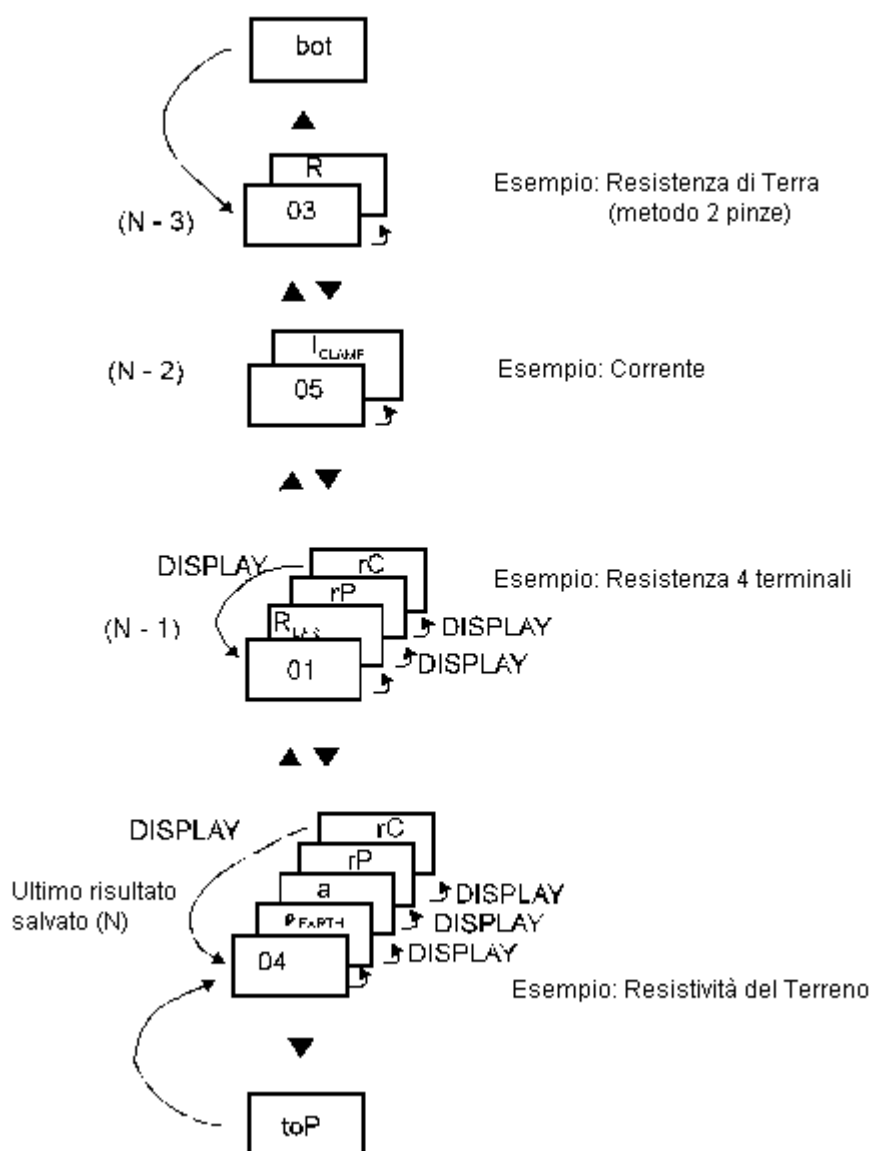 bot
R
03
(N - 3)
Esempio: Resistenza di Terra
(metodo 2 pinze)
I CLAMP
05
(N - 2)
Esempio: Corrente
DISPLAY
rC
rP
R
01
(N - 1)
DISPLAY
DISPLAY
Esempio: Resistenza 4 terminali
DISPLAY
rC
rP
a
ρ EARTH
04
DISPLAY
DISPLAY
DISPLAY
Ultimo risultato
salvato (N)
Esempio: Resistività del Terreno
toP